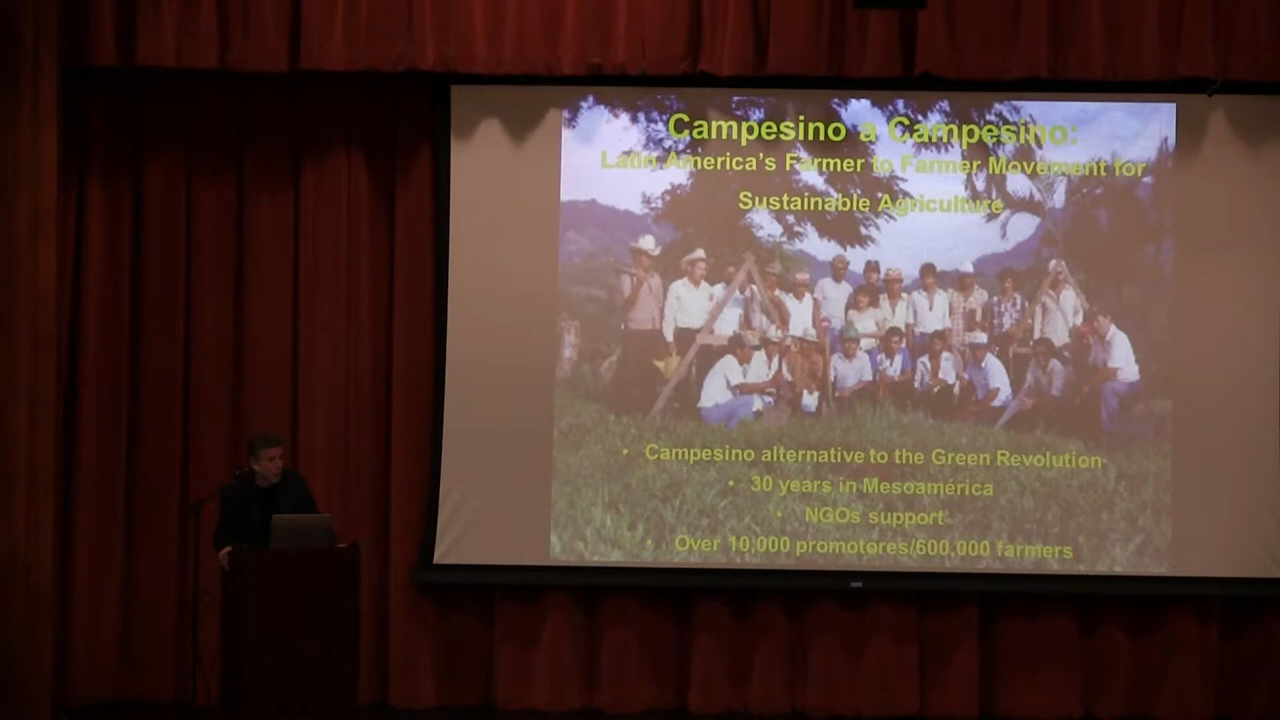 Campesino a Campesino:
Latin America's Farmer to Farmer Movement for
Sustainable Agriculture
• Campesino alternative to the Green Revolution
• 30 years in Mesoamérica
• NGOs support
• Over 10,000 promotores/600,000 farmers